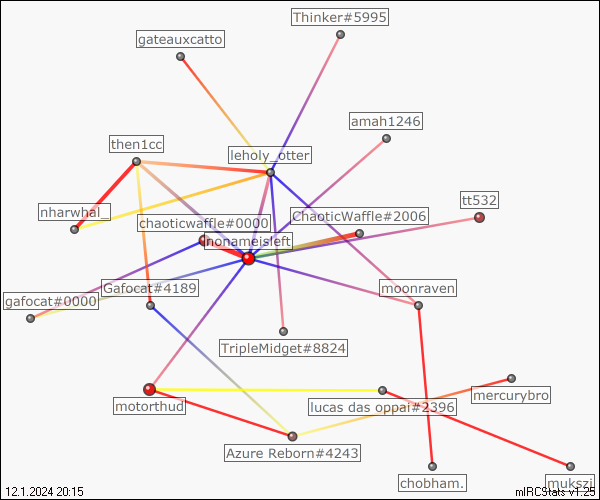 Thinker#5995
gateauxcatto
amah1246
then1cc
leholy_otter
tt532
nharwhal_
chaoticwaffle#0000
ChaoticWaffle#2006
nonameisleft
Gafocat#4189
moonraven
gafocat#0000
TripleMidget#8824
mercurybro
motorthud
lucas das oppai#2396
Azure Reborn#4243
chobham.
mukszi
12.1.2024 20:15
mIRCStats v1.25